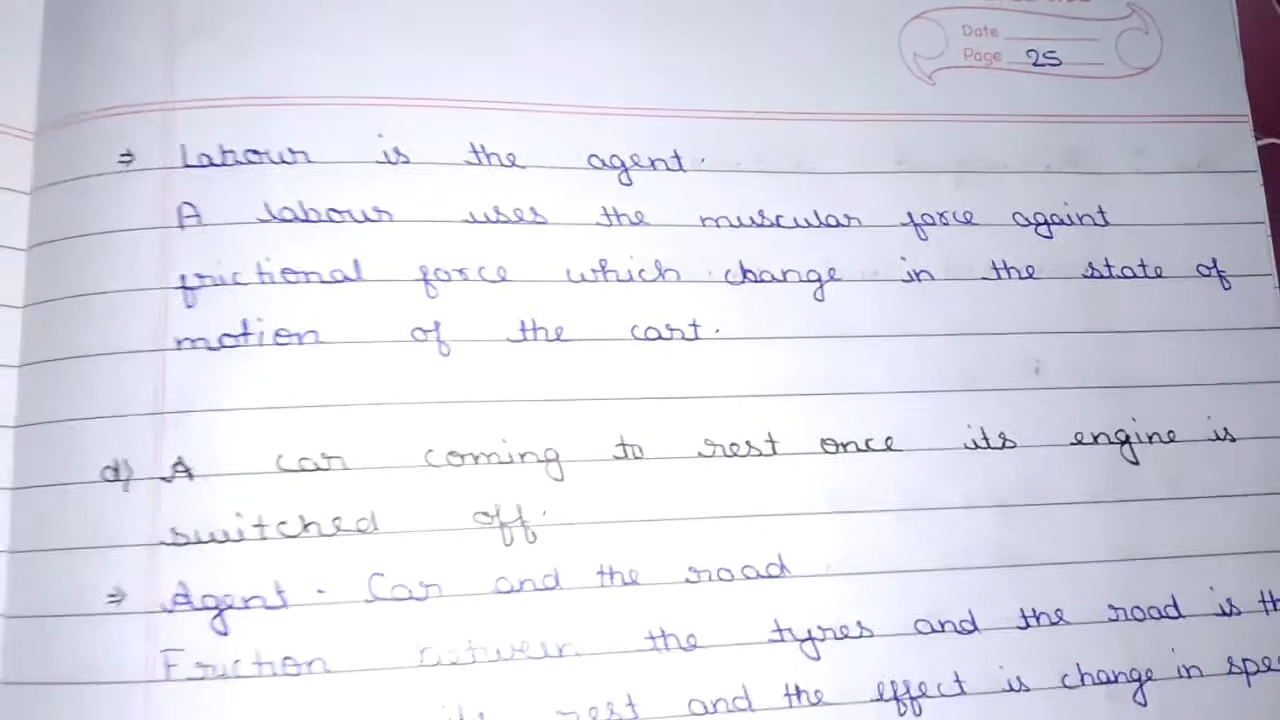 Date
Page 25
⇒ Labour is the agent.
A labour uses the muscular force againt
frictional force which change in the state of
motion of the cart.
d) A car coming to rest once its engine is
switched off.
⇒ Agent - Car and the road
Friction between the tyres and the road is
rest and the effect is change in